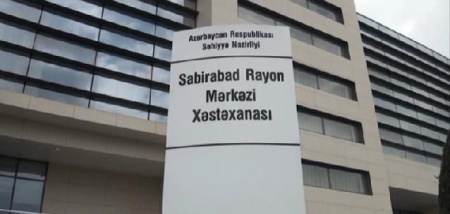 Azərbaycan Respublikası
Səhiyyə Nazirliyi
Sabirabad Rayon
Mərkəzi
Xəstəxanası